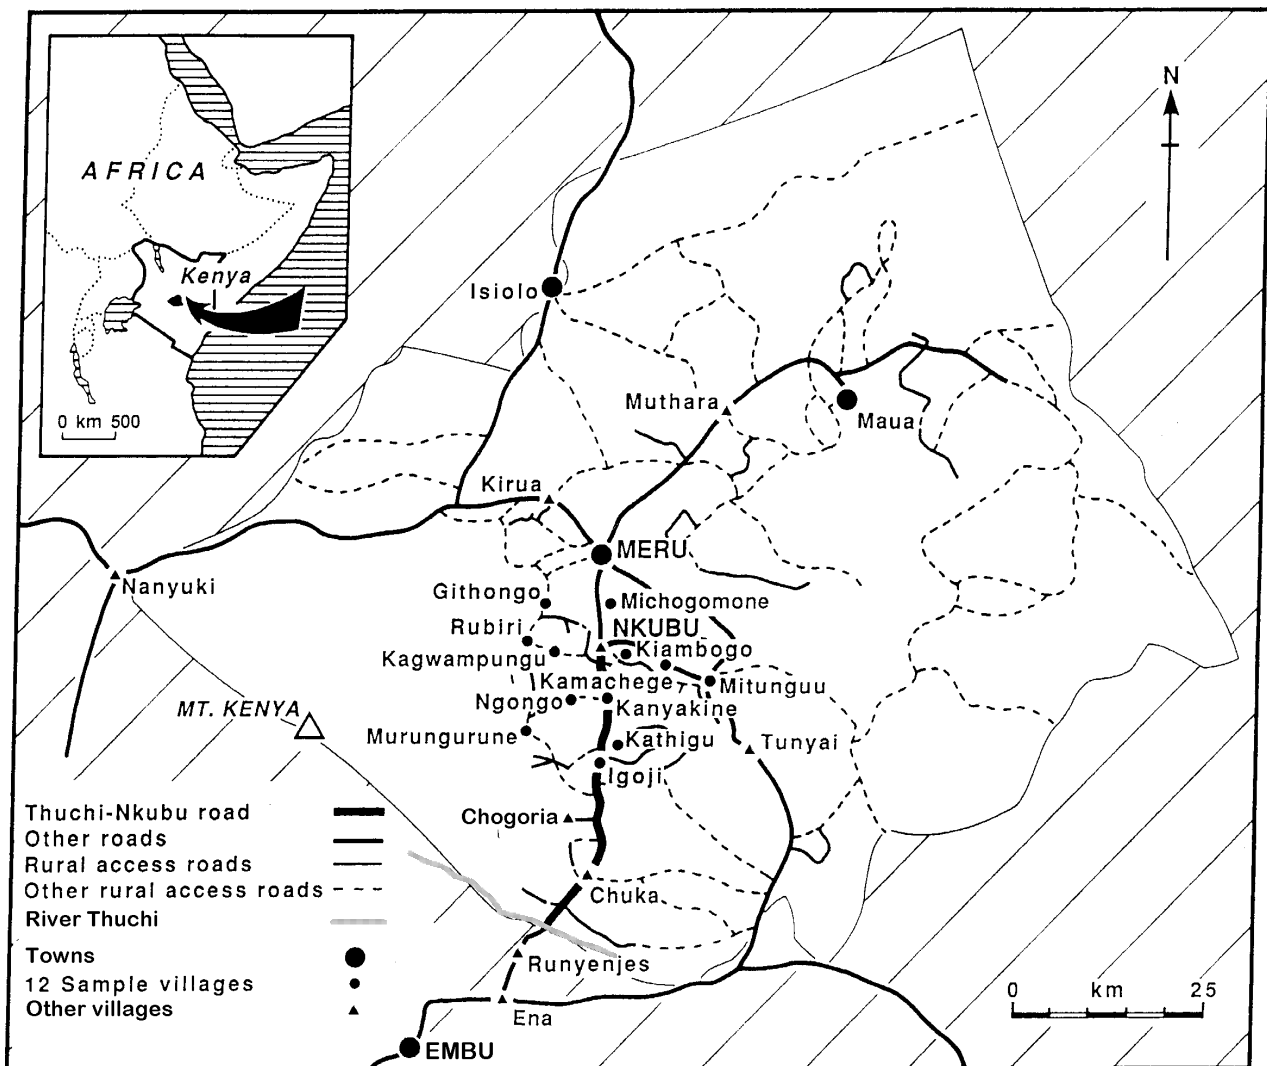 N
AFRICA
Kenya
0 km 500
Isiolo
Muthara
Maua
Kirua
MERU
Nanyuki
Githongo
Michogomone
NKUBU
Rubiri
Kiambogo
Kagwampungu
Kamachege
Mitunguu
Ngongo
Kanyakine
MT. KENYA
Murungurune
Kathigu
Tunyai
Igoji
Chogoria
Chuka
Runyenjes
Ena
EMBU
Thuchi-Nkubu road
Other roads
Rural access roads
Other rural access roads
River Thuchi
Towns
12 Sample villages
Other villages
0 km 25